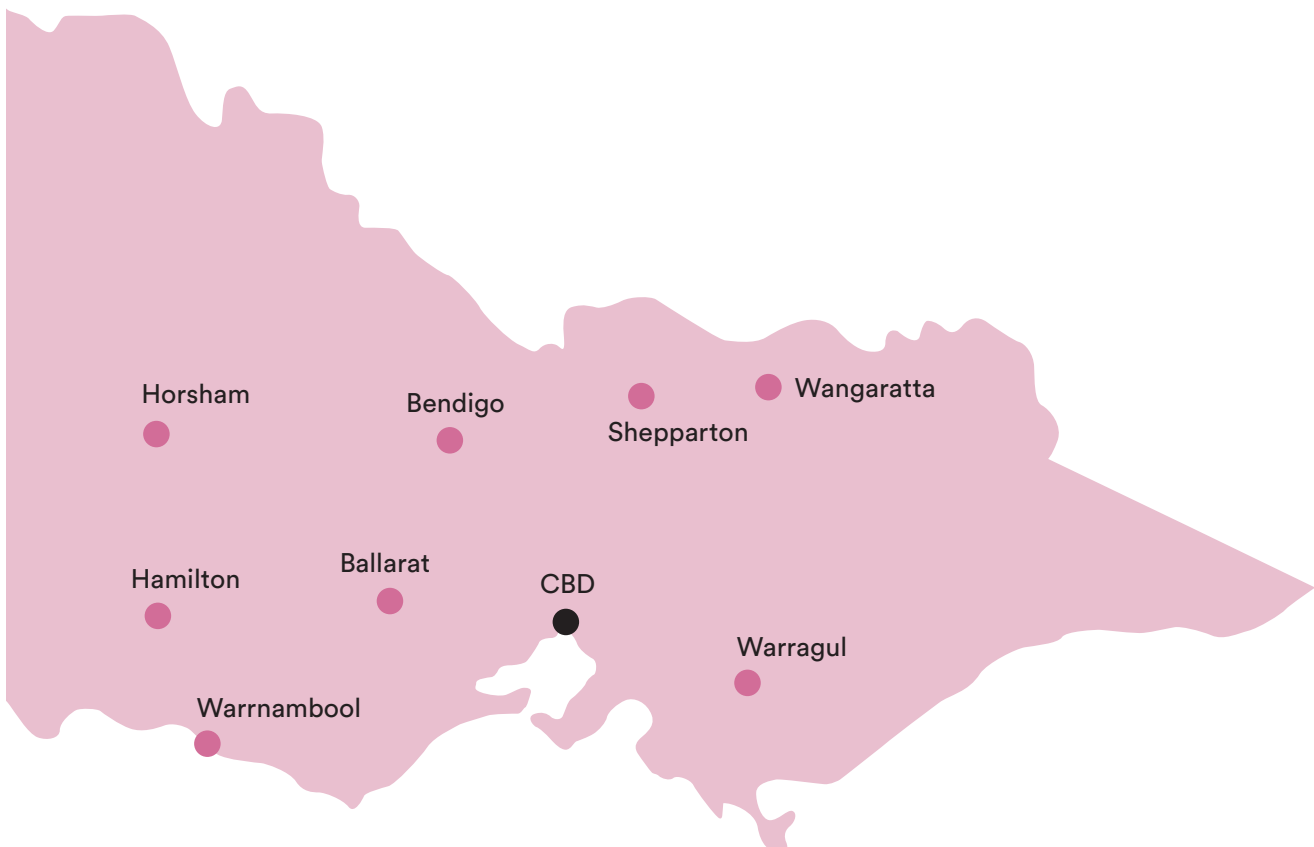 Horsham
Bendigo
Wangaratta
Shepparton
Hamilton
Ballarat
CBD
Warragul
Warrnambool